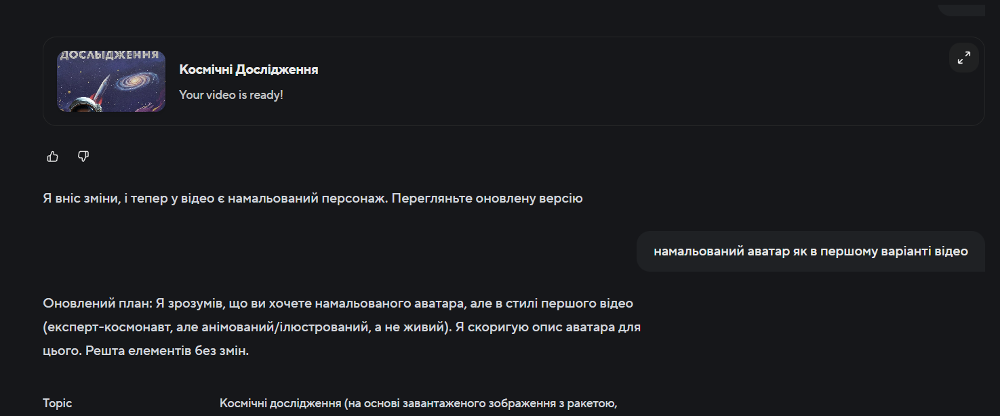 ДОСЛЬІДЖЕННЯ
Космічні Дослідження
Your video is ready!
Я вніс зміни, і тепер у відео є намальований персонаж. Перегляньте оновлену версію
намальований аватар як в першому варіанті відео
Оновлений план: Я зрозумів, що ви хочете намальованого аватара, але в стилі першого відео
(експерт-космонавт, але анімований/ілюстрований, а не живий). Я скоригую опис аватара для
цього. Решта елементів без змін.
Topic
Космічні дослідження (на основі завантаженого зображення з ракетою,